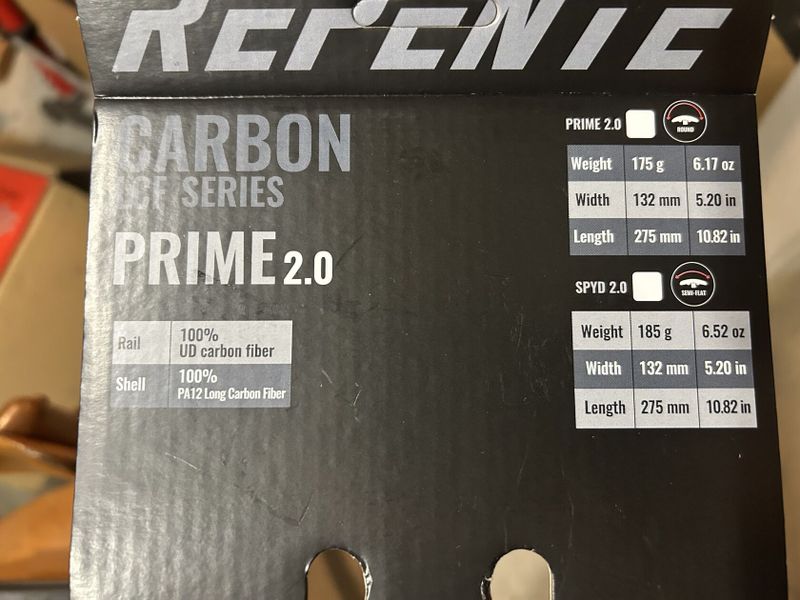 REPENTE
CARBON
LCF SERIES
PRIME 2.0
Rail 100%
UD carbon fiber
Shell 100%
PA12 Long Carbon Fiber
PRIME 2.0 ROUND
Weight 175 g 6.17 oz
Width 132 mm 5.20 in
Length 275 mm 10.82 in
SPYD 2.0 SEMI-FLAT
Weight 185 g 6.52 oz
Width 132 mm 5.20 in
Length 275 mm 10.82 in